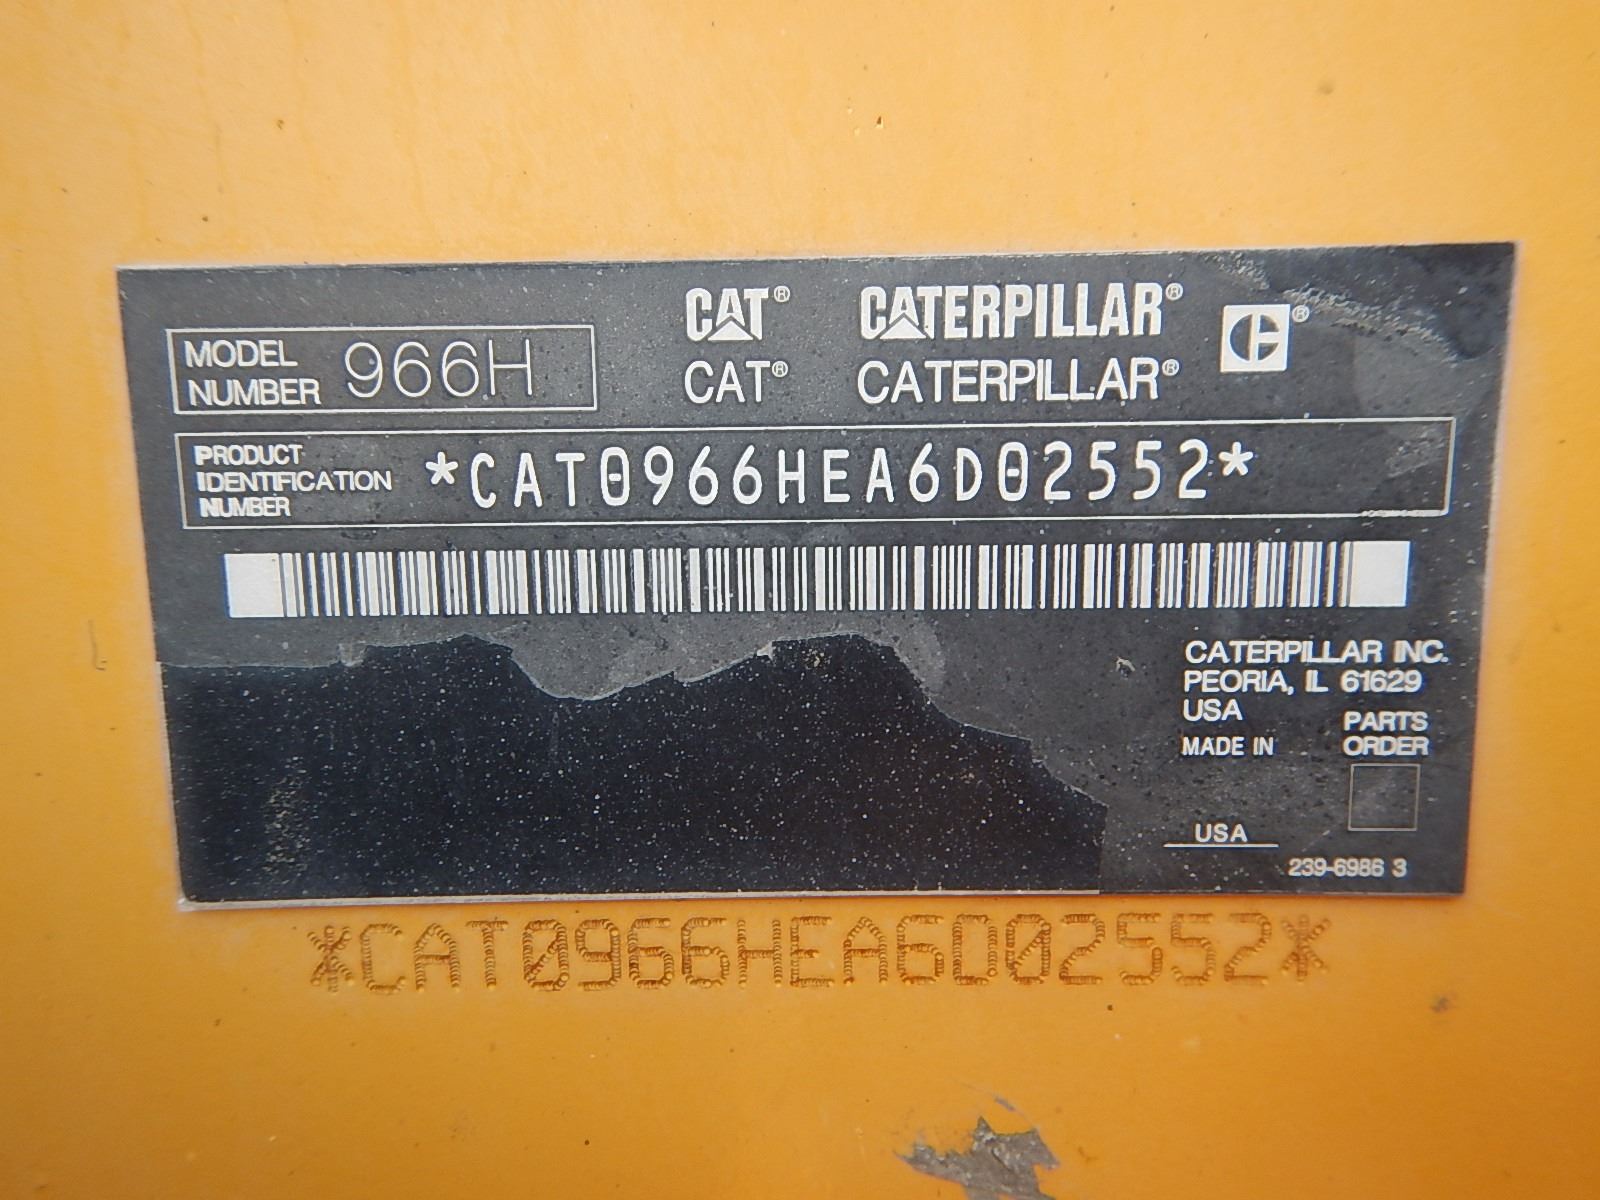 CAT® CATERPILLAR® C®
MODEL NUMBER 966H
CAT® CATERPILLAR®
PRODUCT IDENTIFICATION NUMBER *CAT0966HEA6D02552*
CATERPILLAR INC.
PEORIA, IL 61629
USA
MADE IN
USA
PARTS
ORDER
239-6986 3
*CAT0966HEA6D02552*